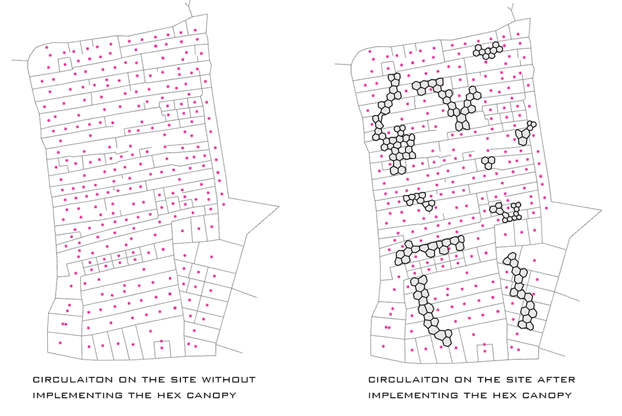 CIRCULAITON ON THE SITE WITHOUT
IMPLEMENTING THE HEX CANOPY
CIRCULAITON ON THE SITE AFTER
IMPLEMENTING THE HEX CANOPY